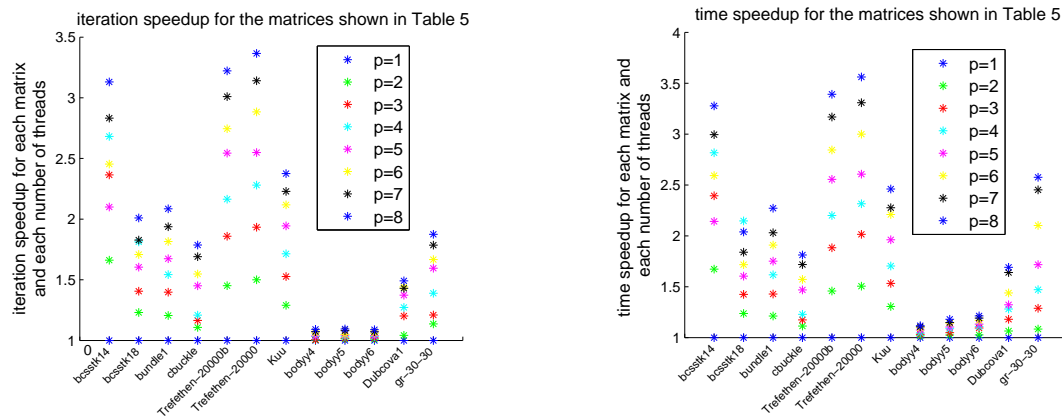 iteration speedup for the matrices shown in Table 5
iteration speedup for each matrix
and each number of threads
3.5
3
2.5
2
1.5
1
0
p=1
p=2
p=3
p=4
p=5
p=6
p=7
p=8
bcsstk14
bcsstk18
bundle1
cbuckle
Trefethen-20000b
Trefethen-20000
Kuu
bodyy4
bodyy5
bodyy6
Dubcova1
gr-30-30
time speedup for the matrices shown in Table 5
time speedup for each matrix and
each number of threads
4
3.5
3
2.5
2
1.5
1
p=1
p=2
p=3
p=4
p=5
p=6
p=7
p=8
bcsstk14
bcsstk18
bundle1
cbuckle
Trefethen-20000b
Trefethen-20000
Kuu
bodyy4
bodyy5
bodyy6
Dubcova1
gr-30-30